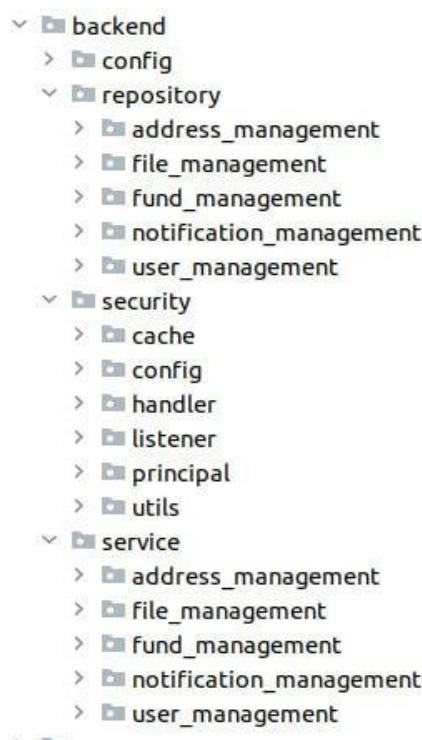 backend
config
repository
address_management
file_management
fund_management
notification_management
user_management
security
cache
config
handler
listener
principal
utils
service
address_management
file_management
fund_management
notification_management
user_management